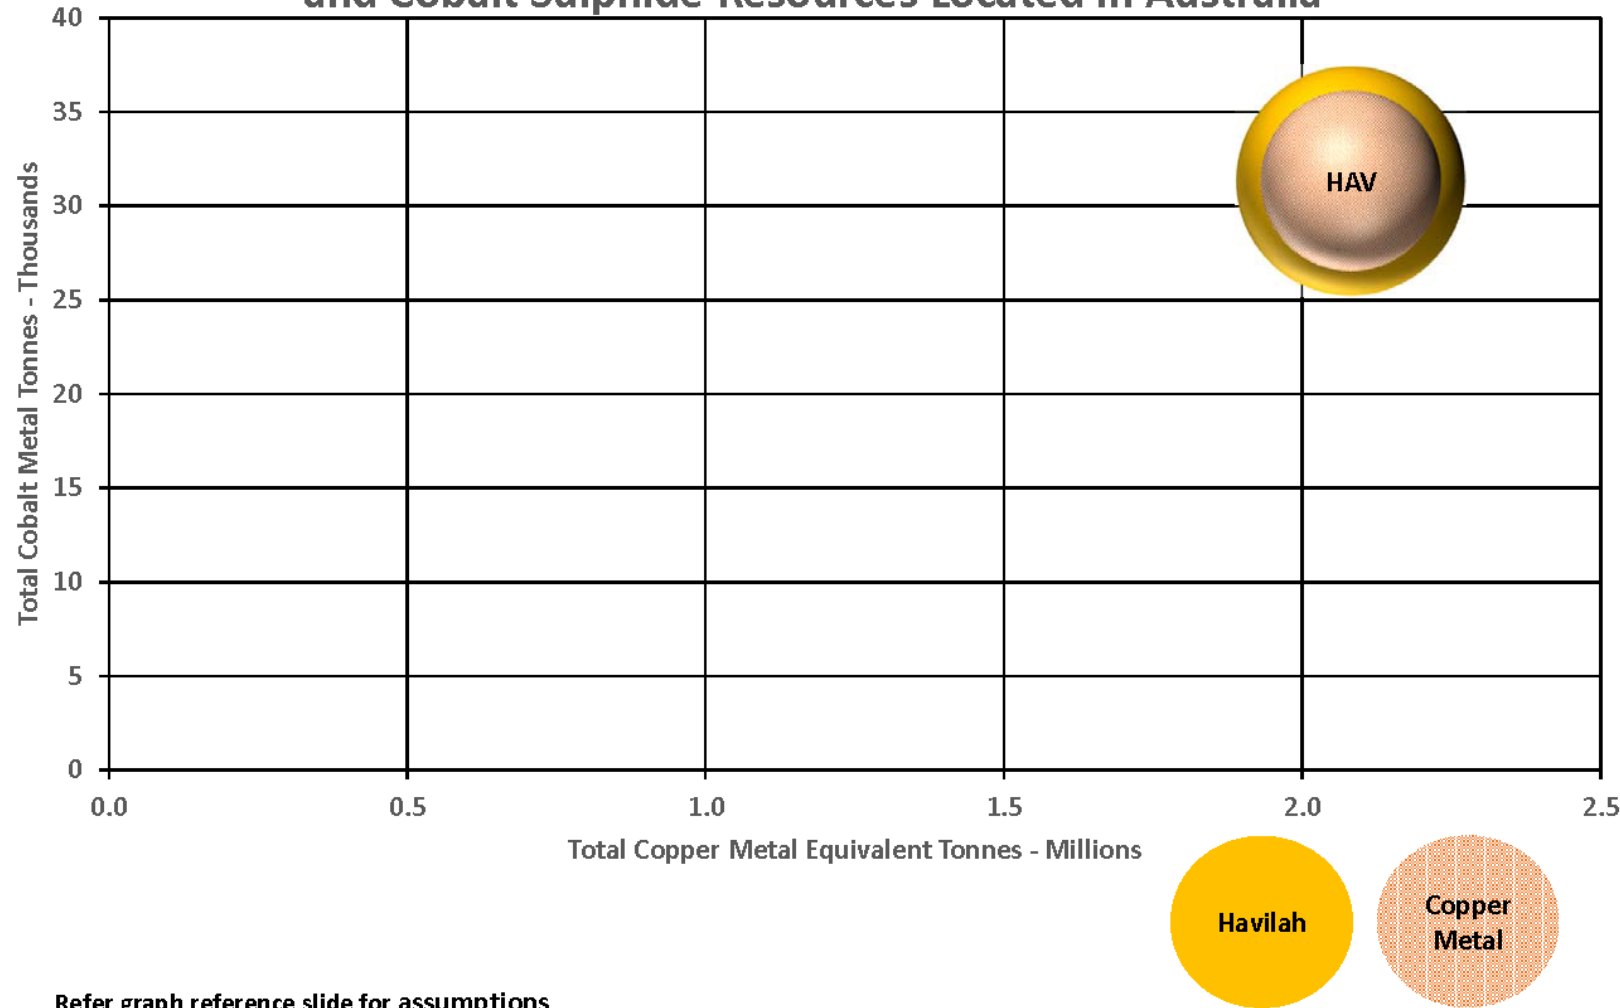 and Cobalt Sulphide Resources Located in Australia
40
35
30
25
20
15
10
5
0
Total Cobalt Metal Tonnes - Thousands
HAV
0.0 0.5 1.0 1.5 2.0 2.5
Total Copper Metal Equivalent Tonnes - Millions
Havilah
Copper
Metal
Refer graph reference slide for assumptions